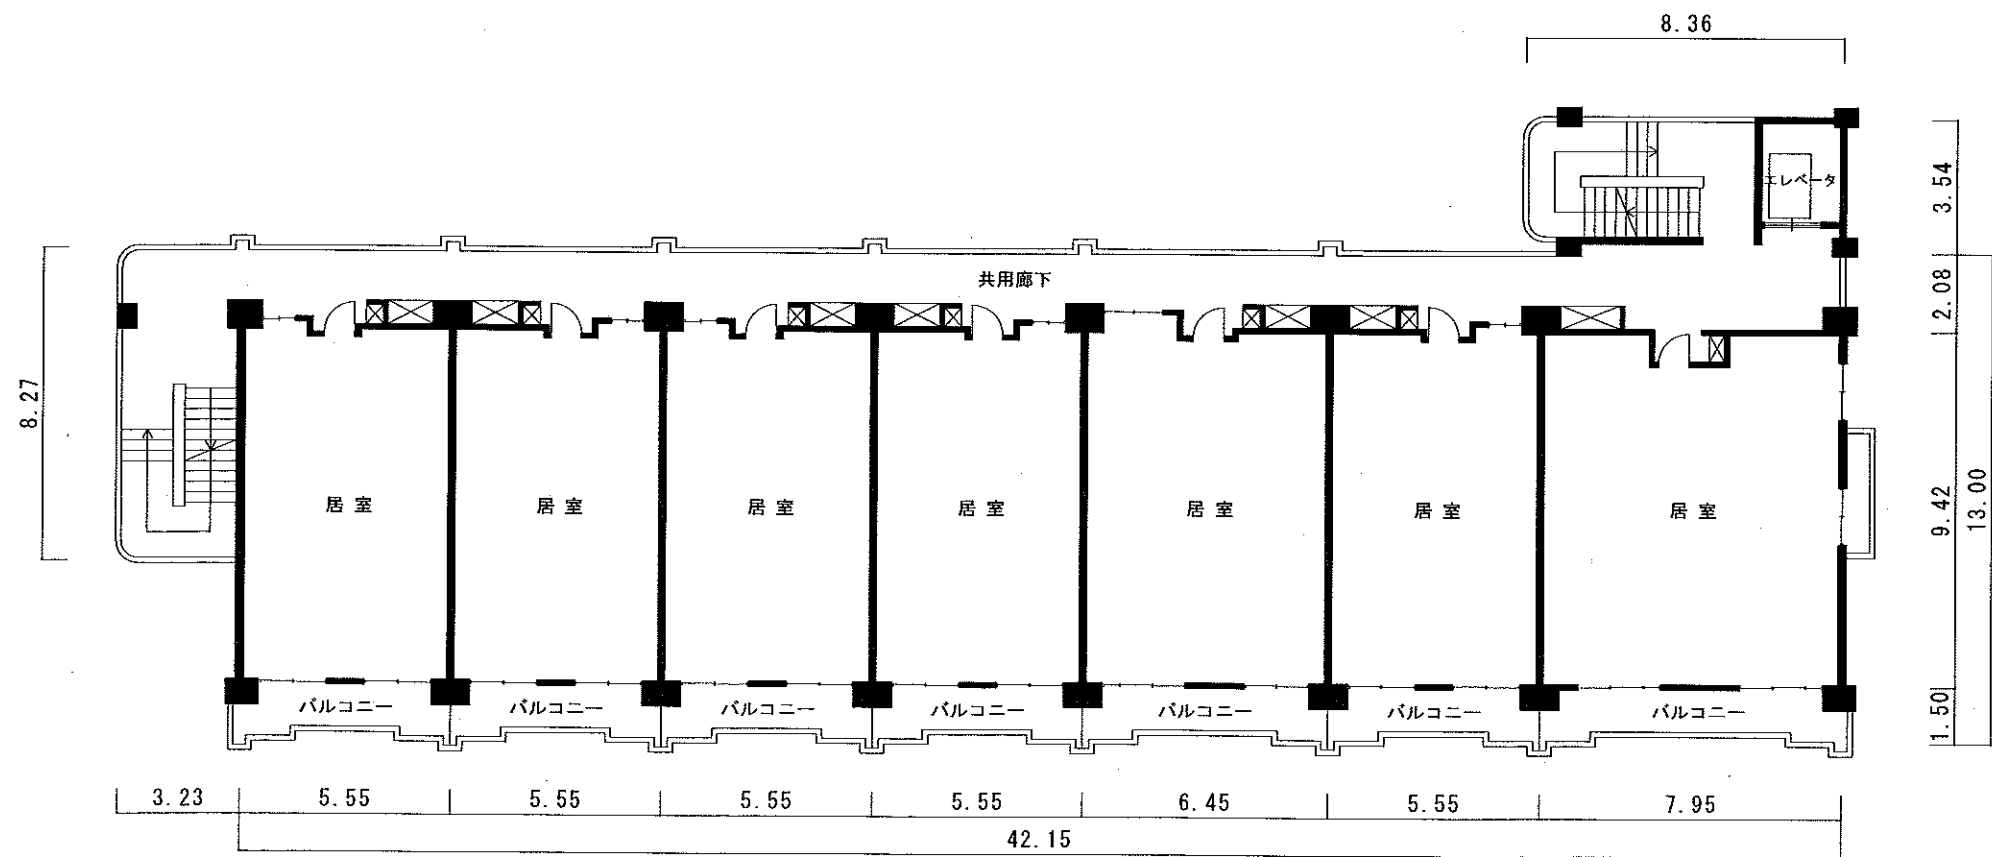 8.36
エレベータ
3.54
共用廊下
2.08
8.27
居室
居室
居室
居室
居室
居室
居室
9.42
13.00
バルコニー
バルコニー
バルコニー
バルコニー
バルコニー
バルコニー
バルコニー
1.50
3.23
5.55
5.55
5.55
5.55
6.45
5.55
7.95
42.15